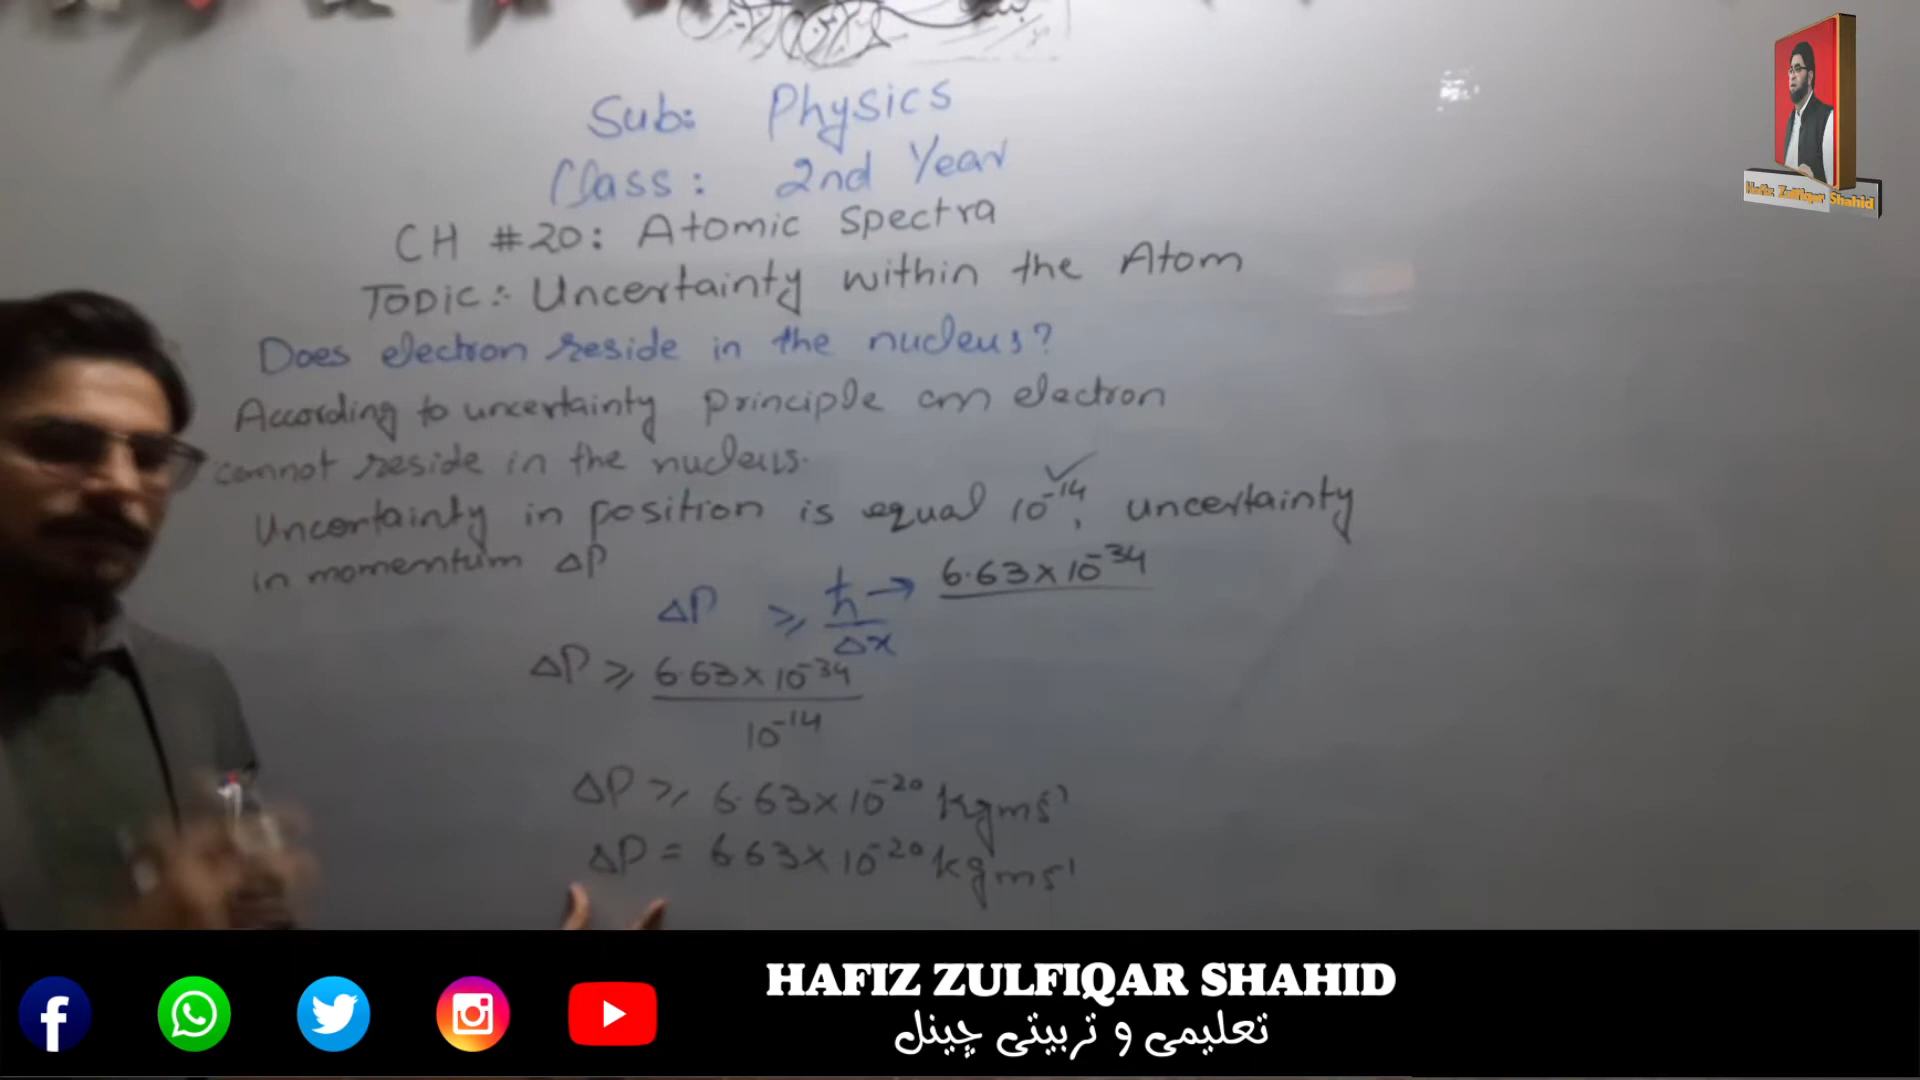 Sub: Physics
Class: 2nd Year
CH #20: Atomic Spectra
TOPIC:- Uncertainty within the Atom
Does electron reside in the nucleus?
According to uncertainty principle an electron
cannot reside in the nucleus.
Uncertainty in position is equal 10⁻¹⁴, uncertainty
in momentum ΔP
ΔP ≥ ħ/Δx → 6.63×10⁻³⁴
ΔP ≥ 6.63×10⁻³⁴
10⁻¹⁴
ΔP ≥ 6.63×10⁻²⁰ kgms⁻¹
ΔP = 6.63×10⁻²⁰ kgms⁻¹
Hafiz Zulfiqar Shahid
HAFIZ ZULFIQAR SHAHID
تعلیمی و تربیتی چینل